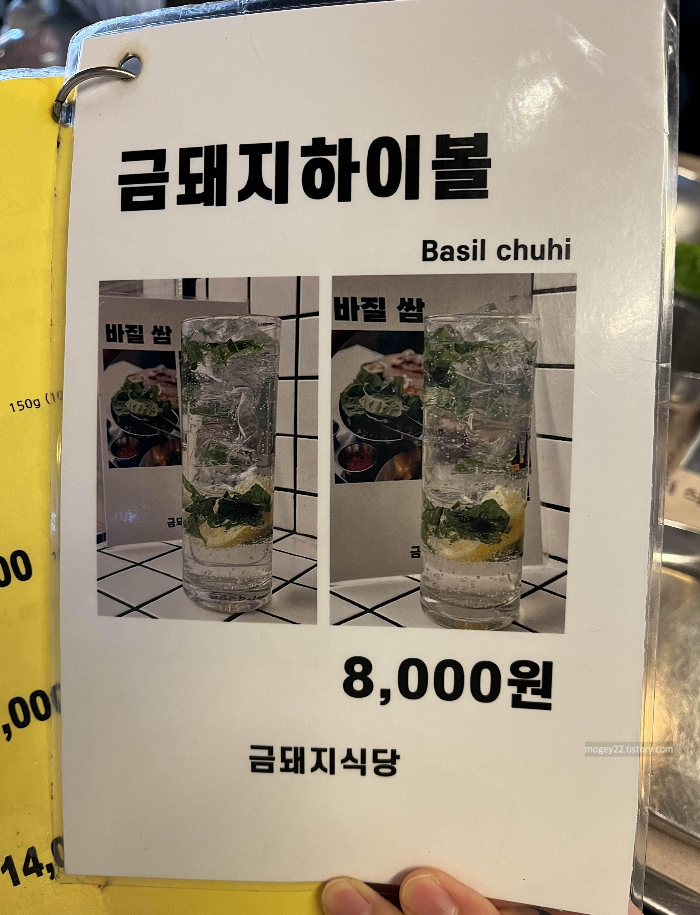 금돼지하이볼
Basil chuhi
바질 쌈
바질 쌈
8,000원
금돼지식당
150g
mogey22.tistory.com